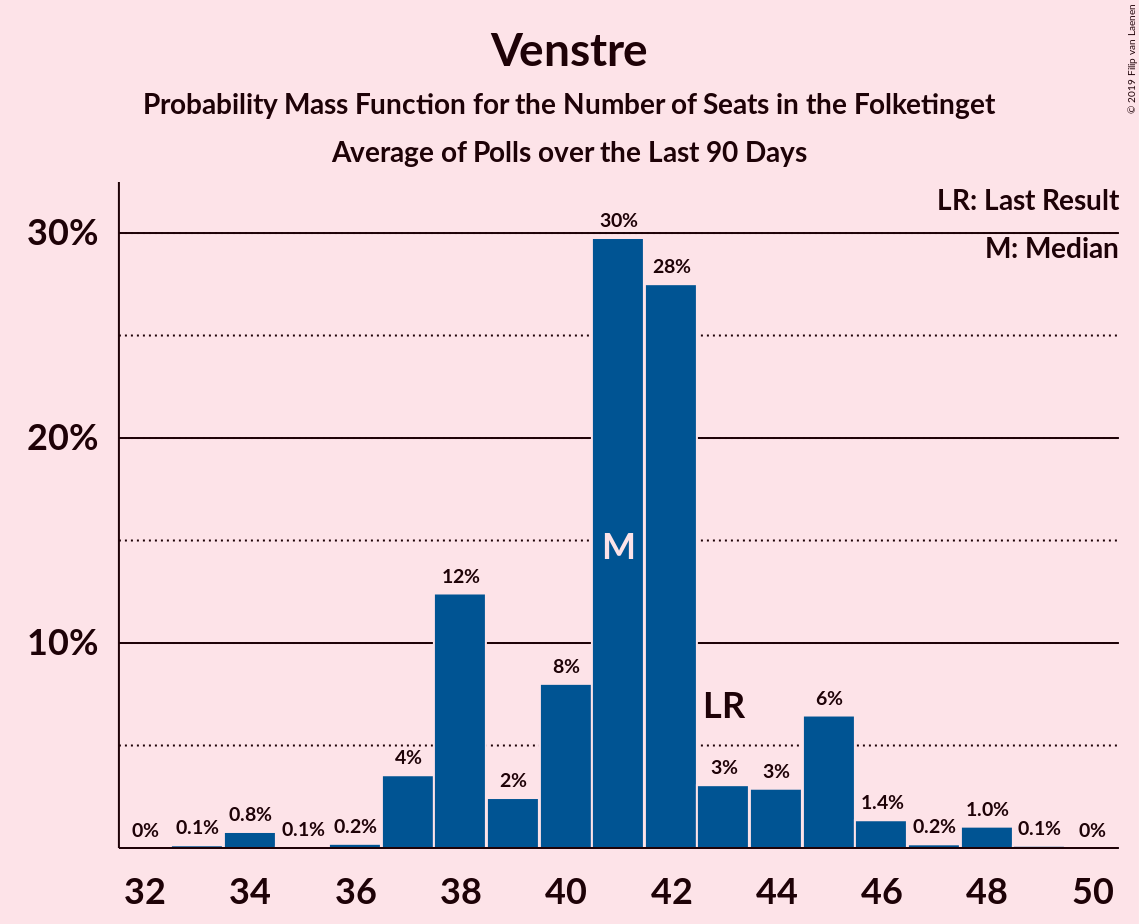 Venstre
Probability Mass Function for the Number of Seats in the Folketinget
Average of Polls over the Last 90 Days
© 2019 Filip van Laenen
LR: Last Result
M: Median
30%
20%
10%
0%
0.1%
0.8%
0.1%
0.2%
4%
12%
2%
8%
30%
28%
3%
3%
6%
1.4%
0.2%
1.0%
0.1%
0%
M
LR
32 34 36 38 40 42 44 46 48 50